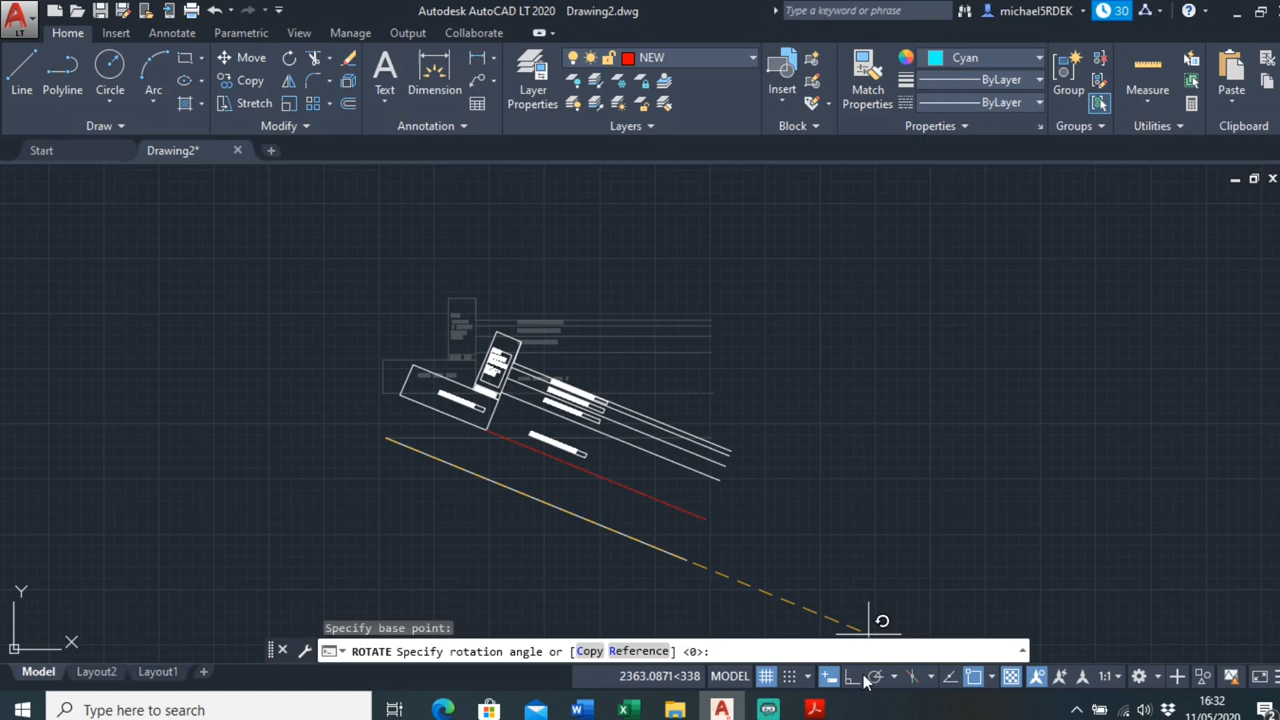 Autodesk AutoCAD LT 2020 Drawing2.dwg
Type a keyword or phrase
michael5RDEK
30
LT
Home Insert Annotate Parametric View Manage Output Collaborate
Line Polyline Circle Arc
Move
Copy
Stretch
Text Dimension
Layer
Properties
NEW
Insert
Match
Properties
Cyan
ByLayer
ByLayer
Group
Measure
Paste
Draw Modify Annotation Layers Block Properties Groups Utilities Clipboard
Start Drawing2*
Y
X
Specify base point:
ROTATE Specify rotation angle or [Copy Reference] <0>:
Model Layout2 Layout1
2363.0871<338 MODEL 1:1
Type here to search
16:32
11/05/2020